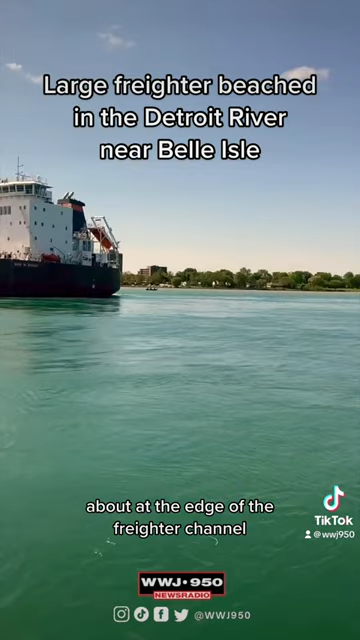 Large freighter beached
in the Detroit River
near Belle Isle
about at the edge of the
freighter channel
TikTok
@wwj950
WWJ•950
NEWSRADIO
@WWJ950